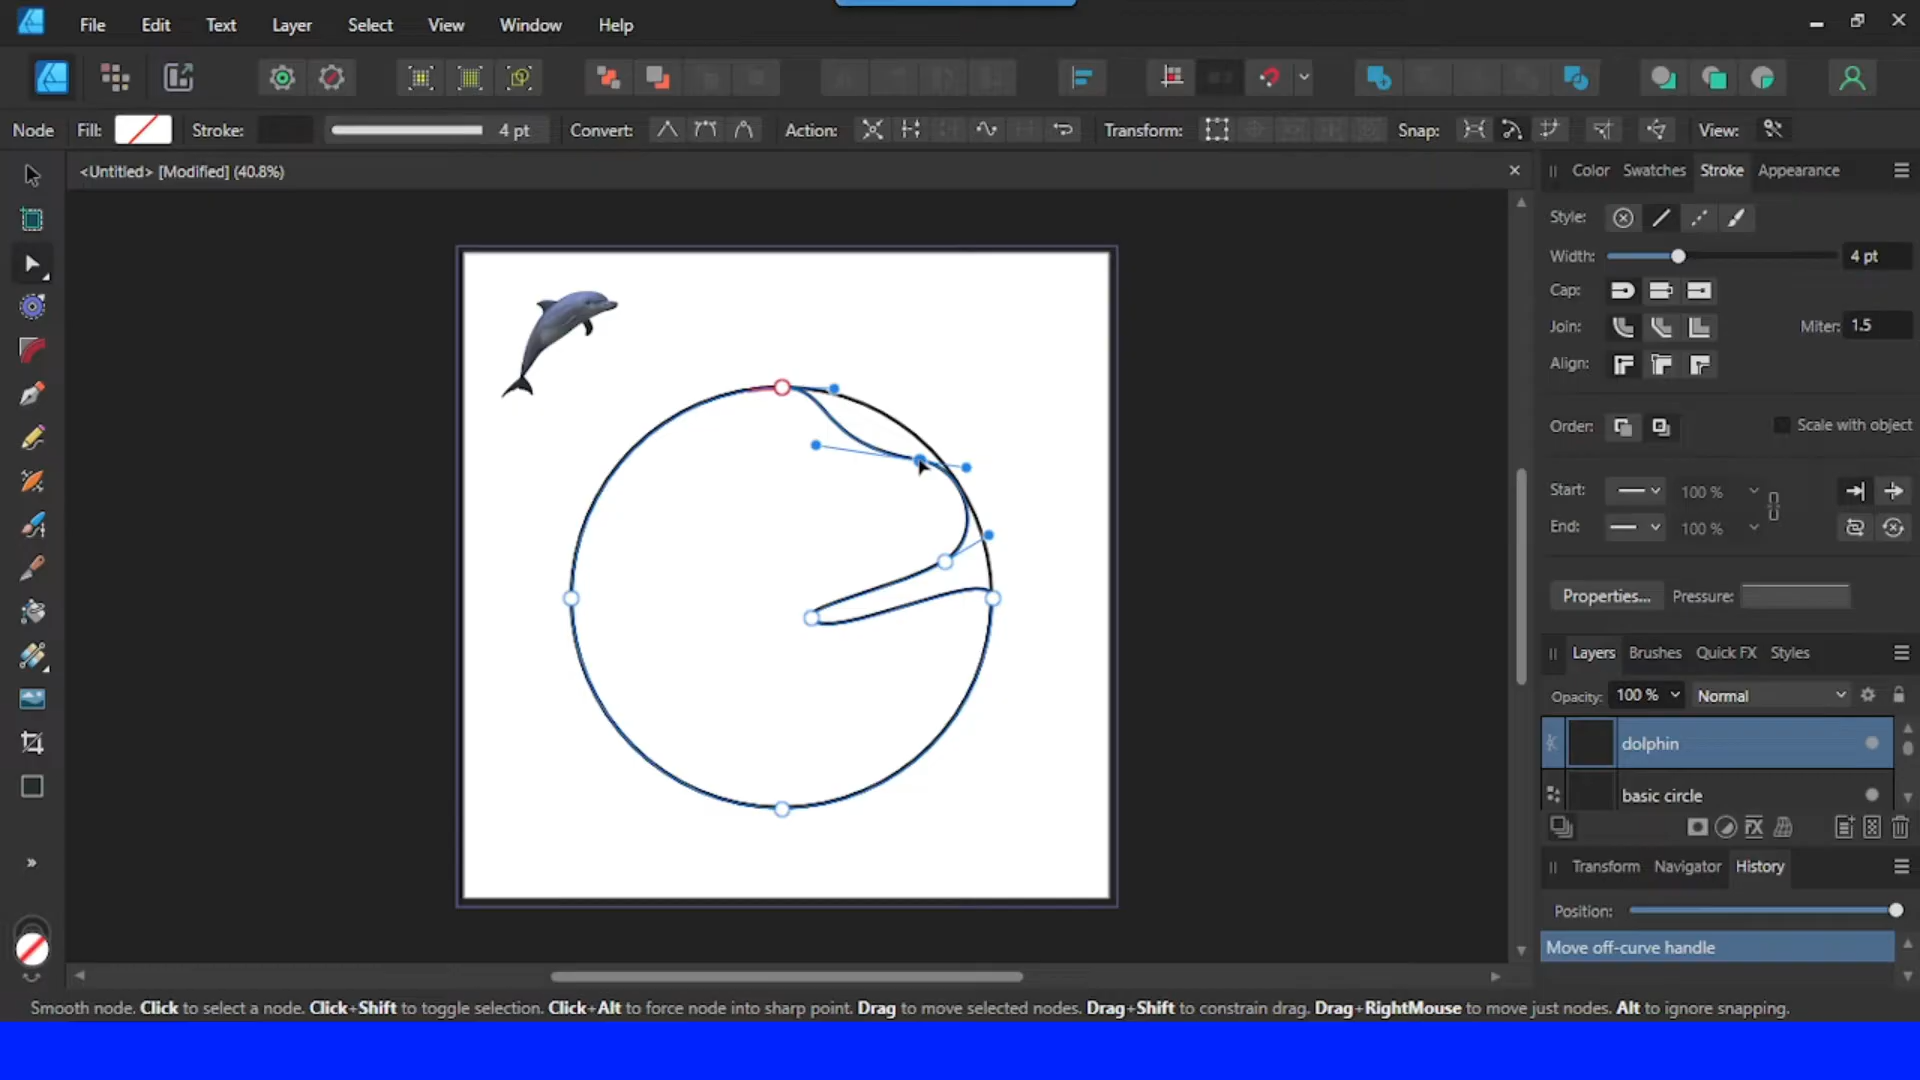 File Edit Text Layer Select View Window Help
Node Fill: Stroke: 4 pt Convert: Action: Transform: Snap: View:
<Untitled> [Modified] (40.8%)
Color Swatches Stroke Appearance
Style:
Width: 4 pt
Cap:
Join: Miter: 1.5
Align:
Order: Scale with object
Start: 100 %
End: 100 %
Properties... Pressure:
Layers Brushes Quick FX Styles
Opacity: 100 % Normal
dolphin
basic circle
Transform Navigator History
Position:
Move off-curve handle
Smooth node. Click to select a node. Click+Shift to toggle selection. Click+Alt to force node into sharp point. Drag to move selected nodes. Drag+Shift to constrain drag. Drag+RightMouse to move just nodes. Alt to ignore snapping.